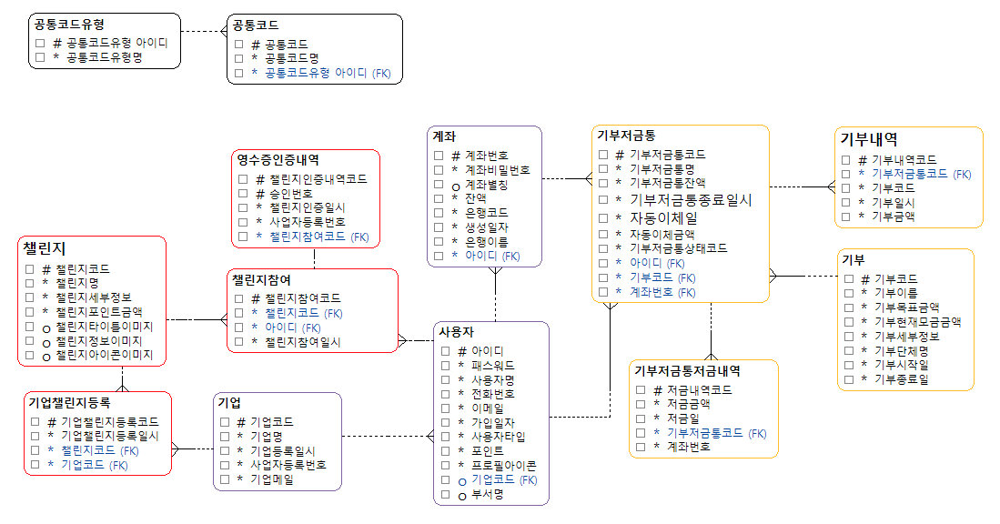 공통코드유형
# 공통코드유형 아이디
* 공통코드유형명
공통코드
# 공통코드
* 공통코드명
* 공통코드유형 아이디 (FK)
영수증인증내역
# 챌린지인증내역코드
# 승인번호
* 챌린지인증일시
* 사업자등록번호
* 챌린지참여코드 (FK)
계좌
# 계좌번호
* 계좌비밀번호
o 계좌별칭
* 잔액
* 은행코드
* 생성일자
* 은행이름
* 아이디 (FK)
기부저금통
# 기부저금통코드
* 기부저금통명
* 기부저금통잔액
* 기부저금통종료일시
* 자동이체일
* 자동이체금액
* 기부저금통상태코드
* 아이디 (FK)
* 기부코드 (FK)
* 계좌번호 (FK)
기부내역
# 기부내역코드
* 기부저금통코드 (FK)
* 기부코드
* 기부일시
* 기부금액
챌린지
# 챌린지코드
* 챌린지명
* 챌린지세부정보
* 챌린지포인트금액
o 챌린지타이틀이미지
o 챌린지정보이미지
o 챌린지아이콘이미지
챌린지참여
# 챌린지참여코드
* 챌린지코드 (FK)
* 아이디 (FK)
* 챌린지참여일시
사용자
# 아이디
* 패스워드
* 사용자명
* 전화번호
* 이메일
* 가입일자
* 사용자타입
* 포인트
* 프로필아이콘
o 기업코드 (FK)
o 부서명
기부
# 기부코드
* 기부이름
* 기부목표금액
* 기부현재모금금액
* 기부세부정보
* 기부단체명
* 기부시작일
* 기부종료일
기부저금통저금내역
# 저금내역코드
* 저금금액
* 저금일
* 기부저금통코드 (FK)
* 계좌번호
기업챌린지등록
# 기업챌린지등록코드
* 기업챌린지등록일시
* 챌린지코드 (FK)
* 기업코드 (FK)
기업
# 기업코드
* 기업명
* 기업등록일시
* 사업자등록번호
* 기업메일